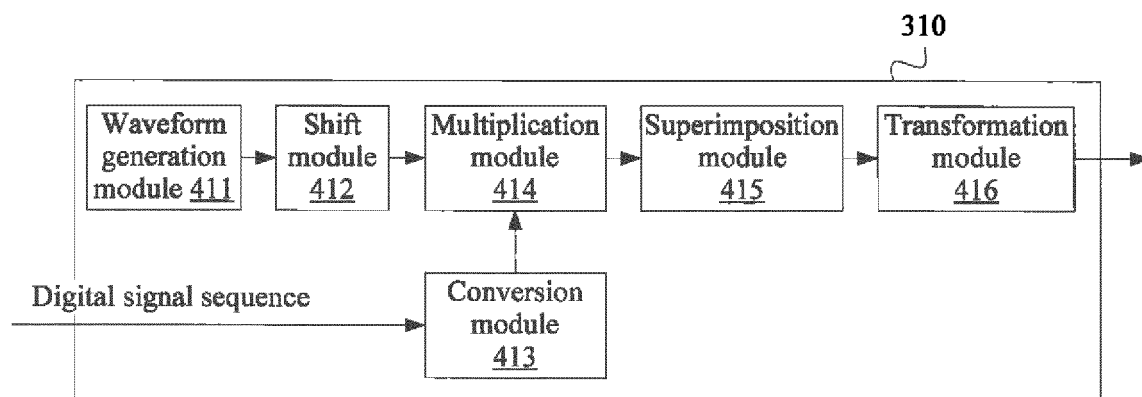 310
Waveform
generation
module 411
Shift
module
412
Multiplication
module
414
Superimposition
module
415
Transformation
module
416
Digital signal sequence
Conversion
module
413